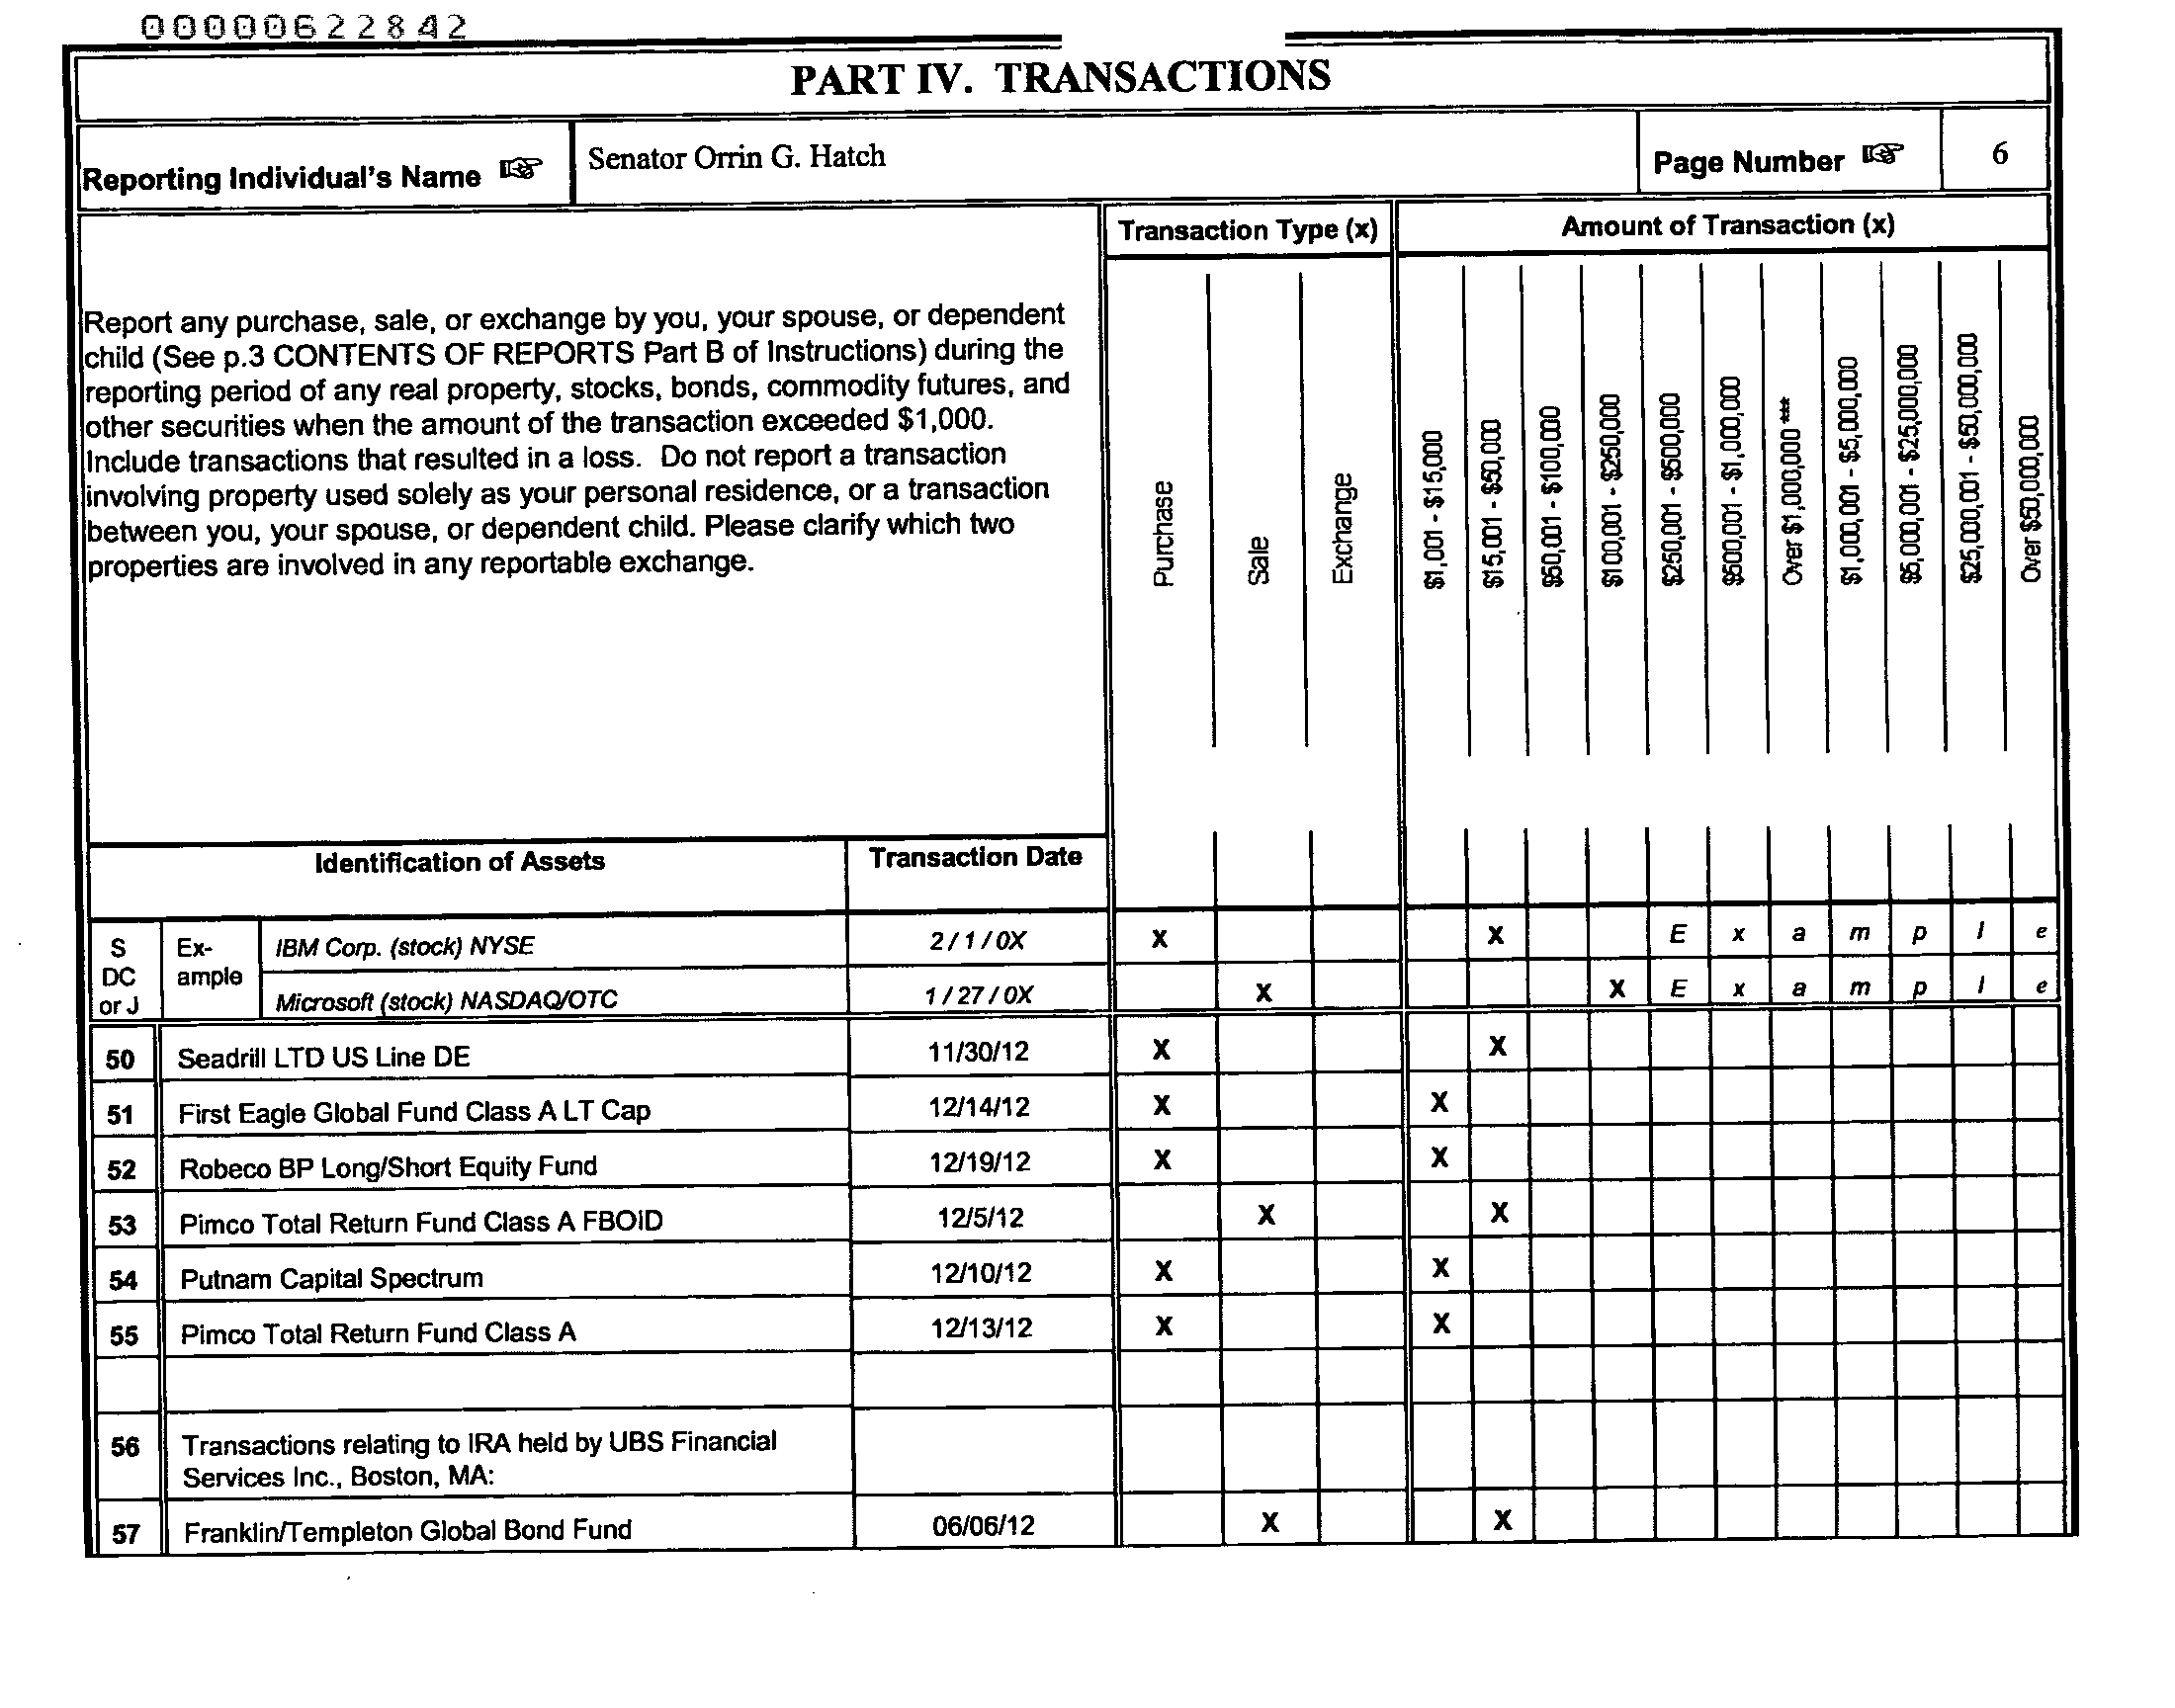 00000622842
PART IV. TRANSACTIONS
Reporting Individual's Name
Senator Orrin G. Hatch
Page Number
6
Report any purchase, sale, or exchange by you, your spouse, or dependent
child (See p.3 CONTENTS OF REPORTS Part B of Instructions) during the
reporting period of any real property, stocks, bonds, commodity futures, and
other securities when the amount of the transaction exceeded $1,000.
Include transactions that resulted in a loss. Do not report a transaction
involving property used solely as your personal residence, or a transaction
between you, your spouse, or dependent child. Please clarify which two
properties are involved in any reportable exchange.
Transaction Type (x)
Amount of Transaction (x)
Purchase
Sale
Exchange
$1,001 - $15,000
$15,001 - $50,000
$50,001 - $100,000
$100,001 - $250,000
$250,001 - $500,000
$500,001 - $1,000,000
Over $1,000,000 ***
$1,000,001 - $5,000,000
$5,000,001 - $25,000,000
$25,000,001 - $50,000,000
Over $50,000,000
Identification of Assets
Transaction Date
S
DC
or J
Ex-
ample
IBM Corp. (stock) NYSE 2 / 1 / 0X X X E x a m p l e
Microsoft (stock) NASDAQ/OTC 1 / 27 / 0X X X E x a m p l e
50 Seadrill LTD US Line DE 11/30/12 X X
51 First Eagle Global Fund Class A LT Cap 12/14/12 X X
52 Robeco BP Long/Short Equity Fund 12/19/12 X X
53 Pimco Total Return Fund Class A FBOID 12/5/12 X X
54 Putnam Capital Spectrum 12/10/12 X X
55 Pimco Total Return Fund Class A 12/13/12 X X
56 Transactions relating to IRA held by UBS Financial
Services Inc., Boston, MA:
57 Franklin/Templeton Global Bond Fund 06/06/12 X X